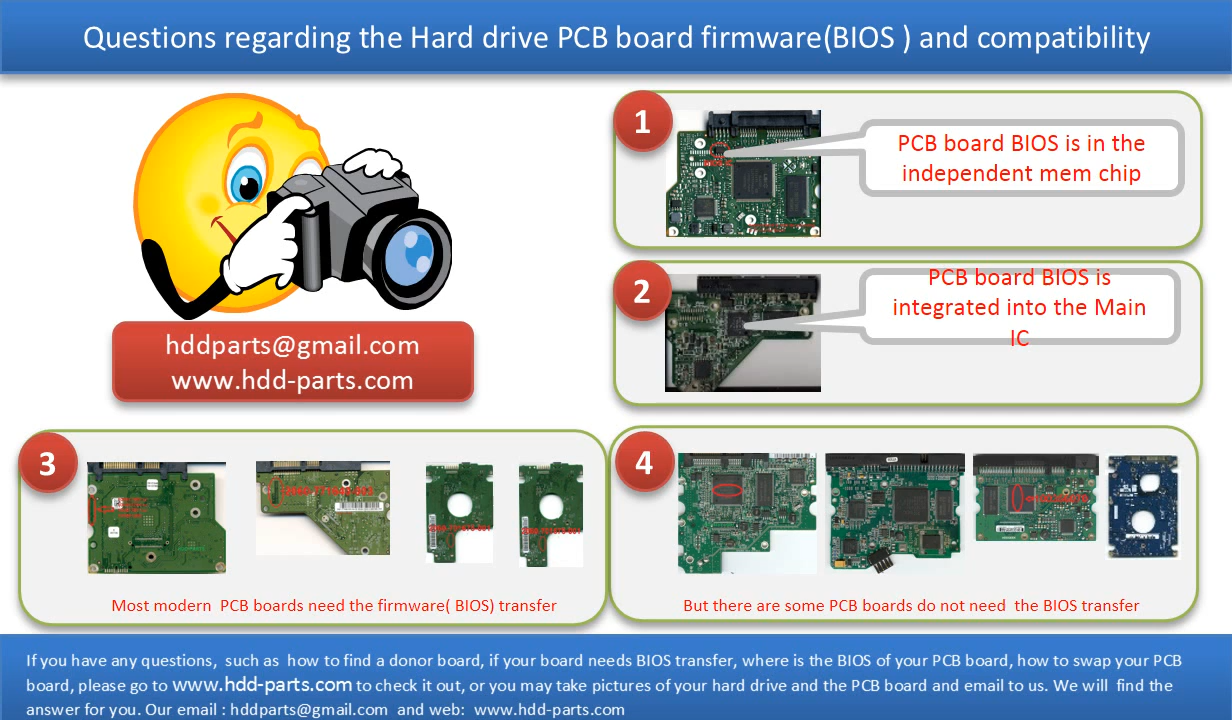 Questions regarding the Hard drive PCB board firmware(BIOS ) and compatibility
1
PCB board BIOS is in the
independent mem chip
2
PCB board BIOS is
integrated into the Main
IC
hddparts@gmail.com
www.hdd-parts.com
3
Most modern PCB boards need the firmware( BIOS) transfer
4
But there are some PCB boards do not need the BIOS transfer
If you have any questions, such as how to find a donor board, if your board needs BIOS transfer, where is the BIOS of your PCB board, how to swap your PCB
board, please go to www.hdd-parts.com to check it out, or you may take pictures of your hard drive and the PCB board and email to us. We will find the
answer for you. Our email : hddparts@gmail.com and web: www.hdd-parts.com